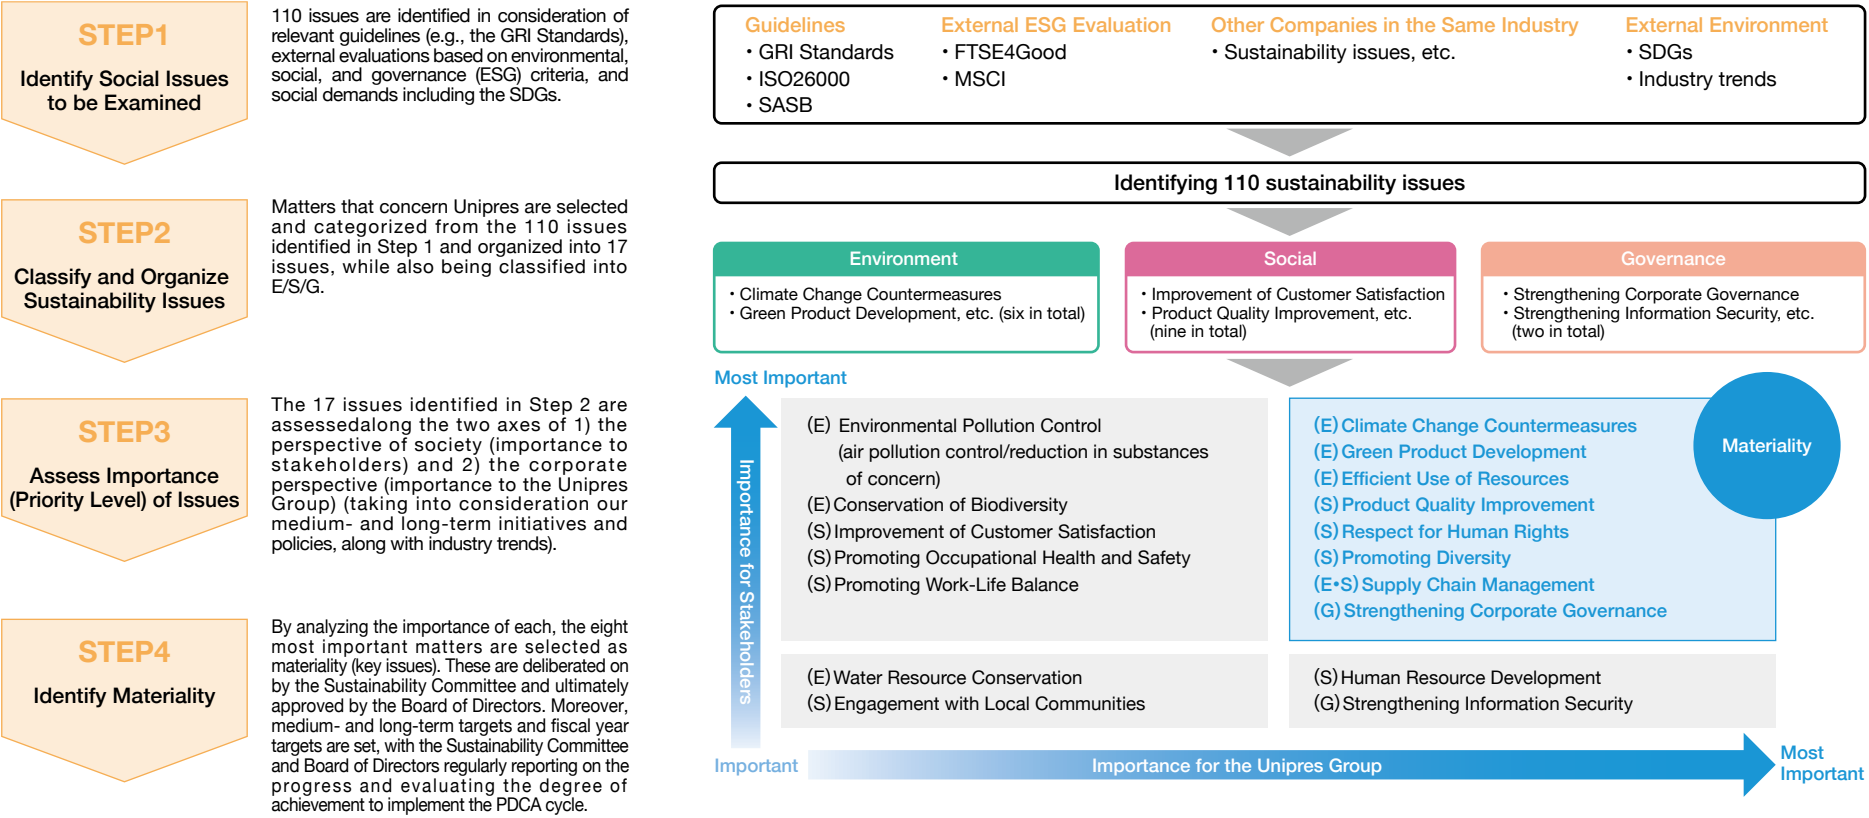 STEP1
Identify Social Issues
to be Examined
110 issues are identified in consideration of
relevant guidelines (e.g., the GRI Standards),
external evaluations based on environmental,
social, and governance (ESG) criteria, and
social demands including the SDGs.
STEP2
Classify and Organize
Sustainability Issues
Matters that concern Unipres are selected
and categorized from the 110 issues
identified in Step 1 and organized into 17
issues, while also being classified into
E/S/G.
STEP3
Assess Importance
(Priority Level) of Issues
The 17 issues identified in Step 2 are
assessedalong the two axes of 1) the
perspective of society (importance to
stakeholders) and 2) the corporate
perspective (importance to the Unipres
Group) (taking into consideration our
medium- and long-term initiatives and
policies, along with industry trends).
STEP4
Identify Materiality
By analyzing the importance of each, the eight
most important matters are selected as
materiality (key issues). These are deliberated on
by the Sustainability Committee and ultimately
approved by the Board of Directors. Moreover,
medium- and long-term targets and fiscal year
targets are set, with the Sustainability Committee
and Board of Directors regularly reporting on the
progress and evaluating the degree of
achievement to implement the PDCA cycle.
Guidelines
・GRI Standards
・ISO26000
・SASB
External ESG Evaluation
・FTSE4Good
・MSCI
Other Companies in the Same Industry
・Sustainability issues, etc.
External Environment
・SDGs
・Industry trends
Identifying 110 sustainability issues
Environment
・Climate Change Countermeasures
・Green Product Development, etc. (six in total)
Social
・Improvement of Customer Satisfaction
・Product Quality Improvement, etc.
(nine in total)
Governance
・Strengthening Corporate Governance
・Strengthening Information Security, etc.
(two in total)
Most Important
Importance for Stakeholders
(E) Environmental Pollution Control
(air pollution control/reduction in substances
of concern)
(E) Conservation of Biodiversity
(S) Improvement of Customer Satisfaction
(S) Promoting Occupational Health and Safety
(S) Promoting Work-Life Balance
(E) Climate Change Countermeasures
(E) Green Product Development
(E) Efficient Use of Resources
(S) Product Quality Improvement
(S) Respect for Human Rights
(S) Promoting Diversity
(E•S) Supply Chain Management
(G) Strengthening Corporate Governance
Materiality
(E) Water Resource Conservation
(S) Engagement with Local Communities
(S) Human Resource Development
(G) Strengthening Information Security
Important
Importance for the Unipres Group
Most
Important